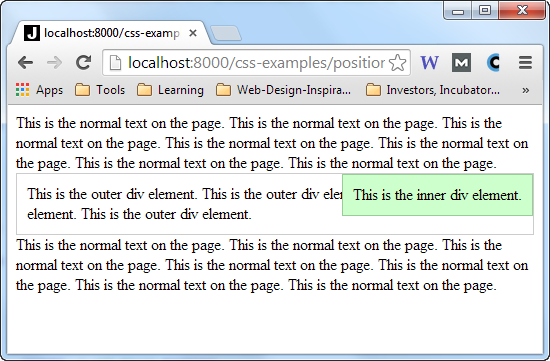 J localhost:8000/css-examp
localhost:8000/css-examples/position
W M C
Apps Tools Learning Web-Design-Inspira... Investors, Incubator... »
This is the normal text on the page. This is the normal text on the page. This is the
normal text on the page. This is the normal text on the page. This is the normal text on
the page. This is the normal text on the page. This is the normal text on the page.
This is the outer div element. This is the outer div eler
This is the inner div element.
element. This is the outer div element.
This is the normal text on the page. This is the normal text on the page. This is the
normal text on the page. This is the normal text on the page. This is the normal text on
the page. This is the normal text on the page. This is the normal text on the page.